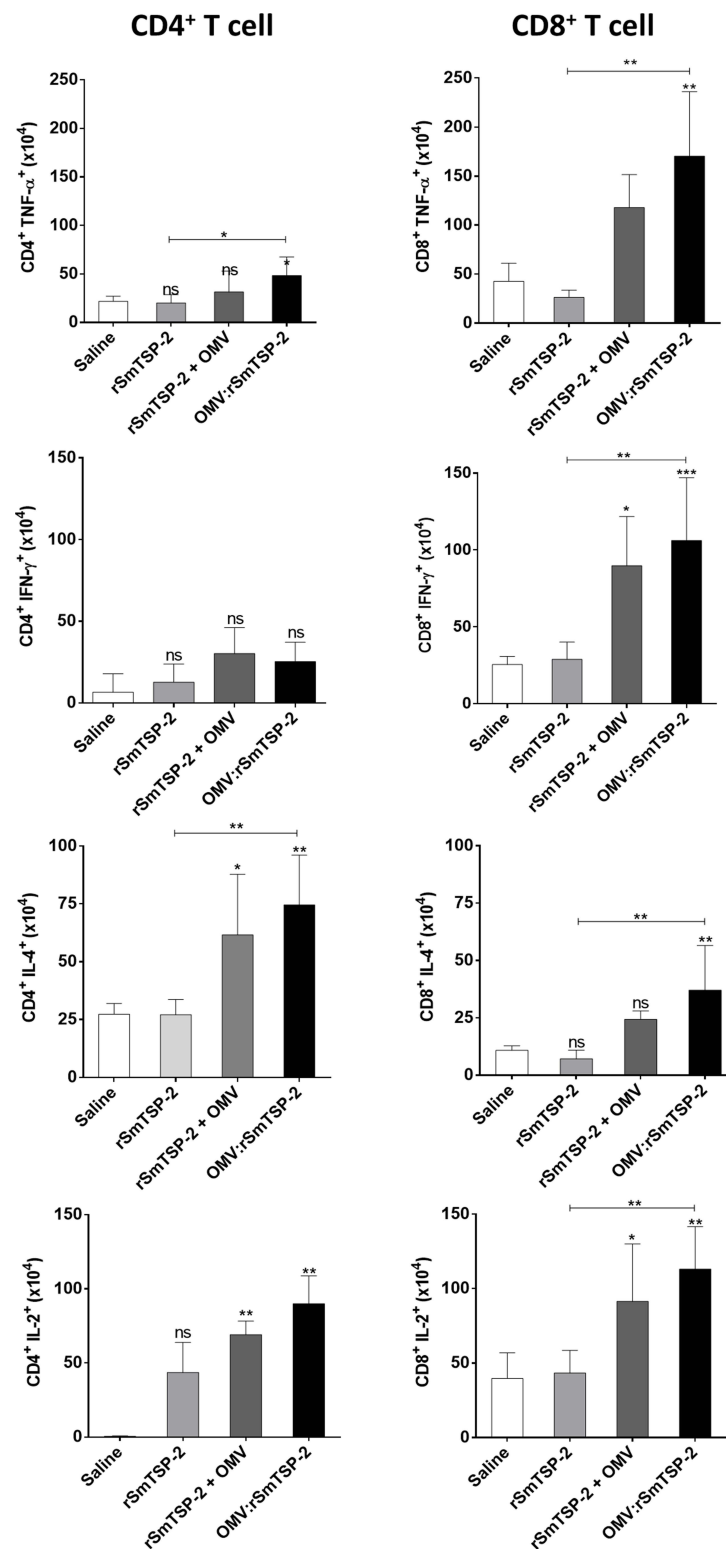 CD4⁺ T cell
CD8⁺ T cell
CD4⁺ TNF-α⁺ (x10⁴)
250
200
150
100
50
0
*
ns
ns
*
Saline
rSmTSP-2
rSmTSP-2 + OMV
OMV:rSmTSP-2
CD8⁺ TNF-α⁺ (x10⁴)
250
200
150
100
50
0
**
**
Saline
rSmTSP-2
rSmTSP-2 + OMV
OMV:rSmTSP-2
CD4⁺ IFN-γ⁺ (x10⁴)
150
100
50
0
ns
ns
ns
Saline
rSmTSP-2
rSmTSP-2 + OMV
OMV:rSmTSP-2
CD8⁺ IFN-γ⁺ (x10⁴)
150
100
50
0
**
*
***
Saline
rSmTSP-2
rSmTSP-2 + OMV
OMV:rSmTSP-2
CD4⁺ IL-4⁺ (x10⁴)
100
75
50
25
0
**
*
**
Saline
rSmTSP-2
rSmTSP-2 + OMV
OMV:rSmTSP-2
CD8⁺ IL-4⁺ (x10⁴)
100
75
50
25
0
**
ns
ns
**
Saline
rSmTSP-2
rSmTSP-2 + OMV
OMV:rSmTSP-2
CD4⁺ IL-2⁺ (x10⁴)
150
100
50
0
ns
**
**
Saline
rSmTSP-2
rSmTSP-2 + OMV
OMV:rSmTSP-2
CD8⁺ IL-2⁺ (x10⁴)
150
100
50
0
**
*
**
Saline
rSmTSP-2
rSmTSP-2 + OMV
OMV:rSmTSP-2